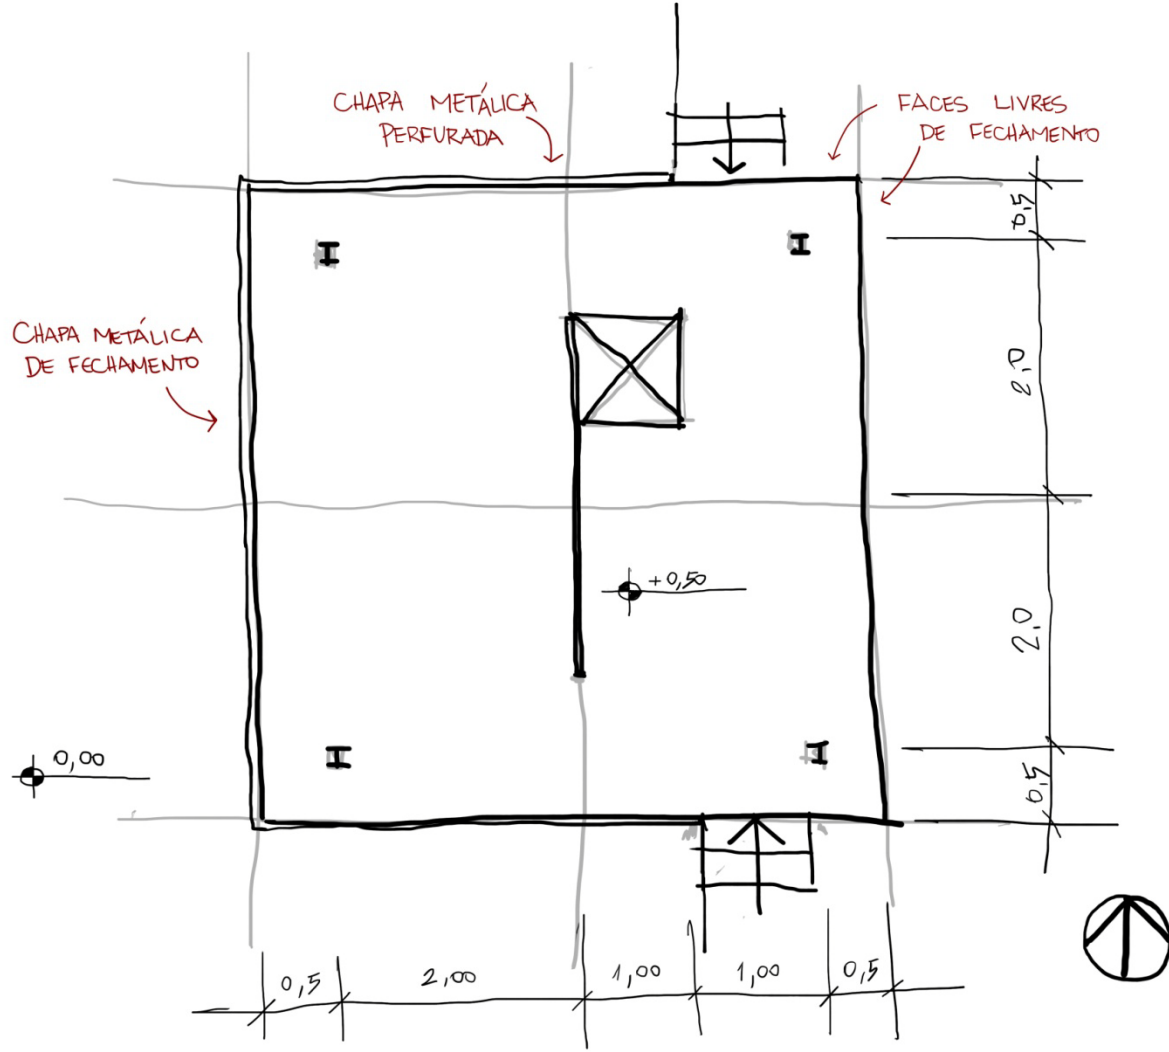 CHAPA METÁLICA
PERFURADA
FACES LIVRES
DE FECHAMENTO
0,5
CHAPA METÁLICA
DE FECHAMENTO
2,0
+0,50
2,0
0,00
0,5
0,5
2,00
1,00
1,00
0,5